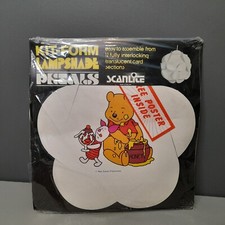 KIT FORM
LAMPSHADE
PETALS
easy to assemble from
12 fully interlocking
translucent card
sections
SCANLITE
FREE POSTER
INSIDE